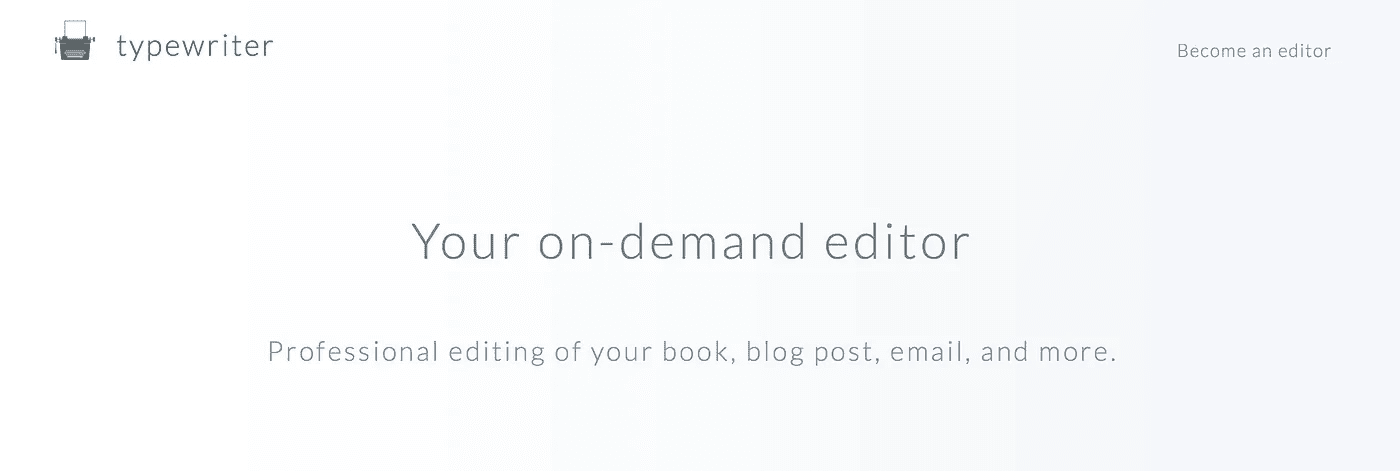 typewriter
Become an editor
Your on-demand editor
Professional editing of your book, blog post, email, and more.